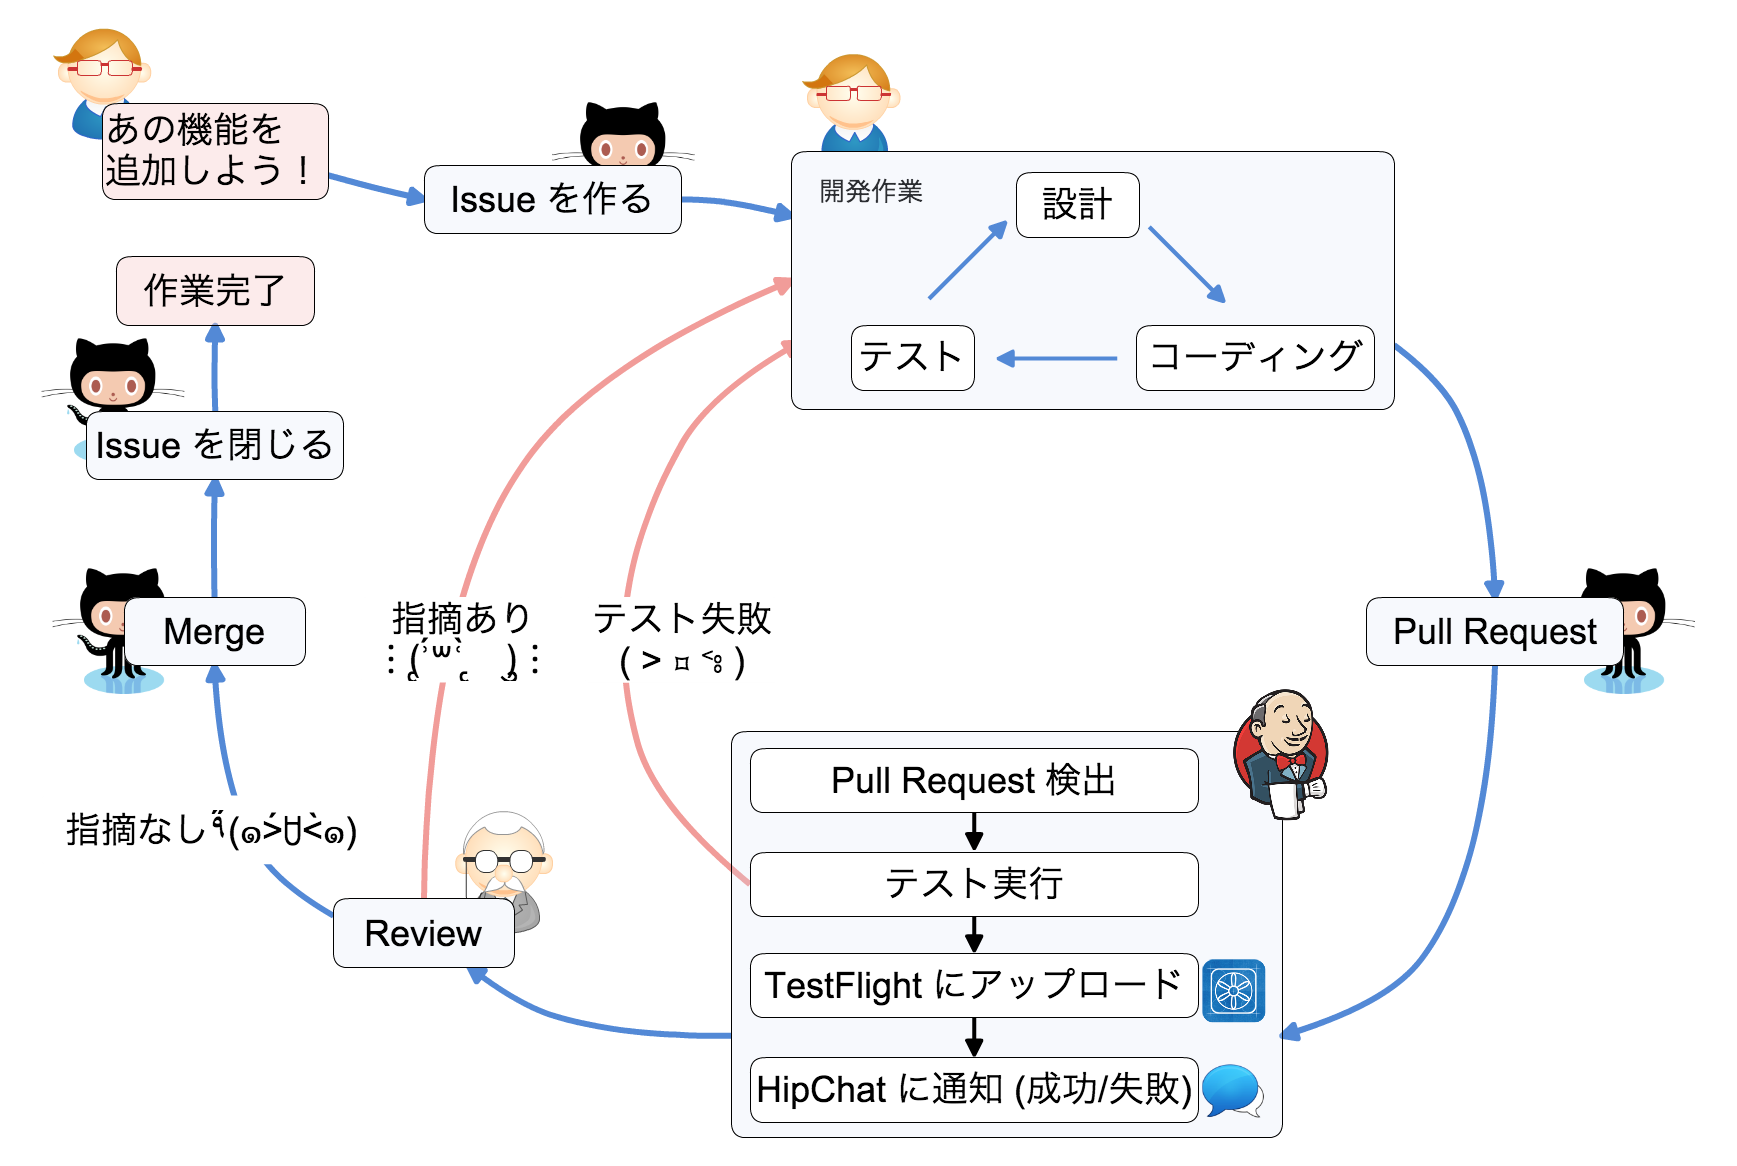 あの機能を
追加しよう！
Issue を作る
開発作業
設計
コーディング
テスト
Pull Request
Pull Request 検出
テスト実行
TestFlight にアップロード
HipChat に通知 (成功/失敗)
テスト失敗
Review
指摘あり
指摘なし
Merge
Issue を閉じる
作業完了